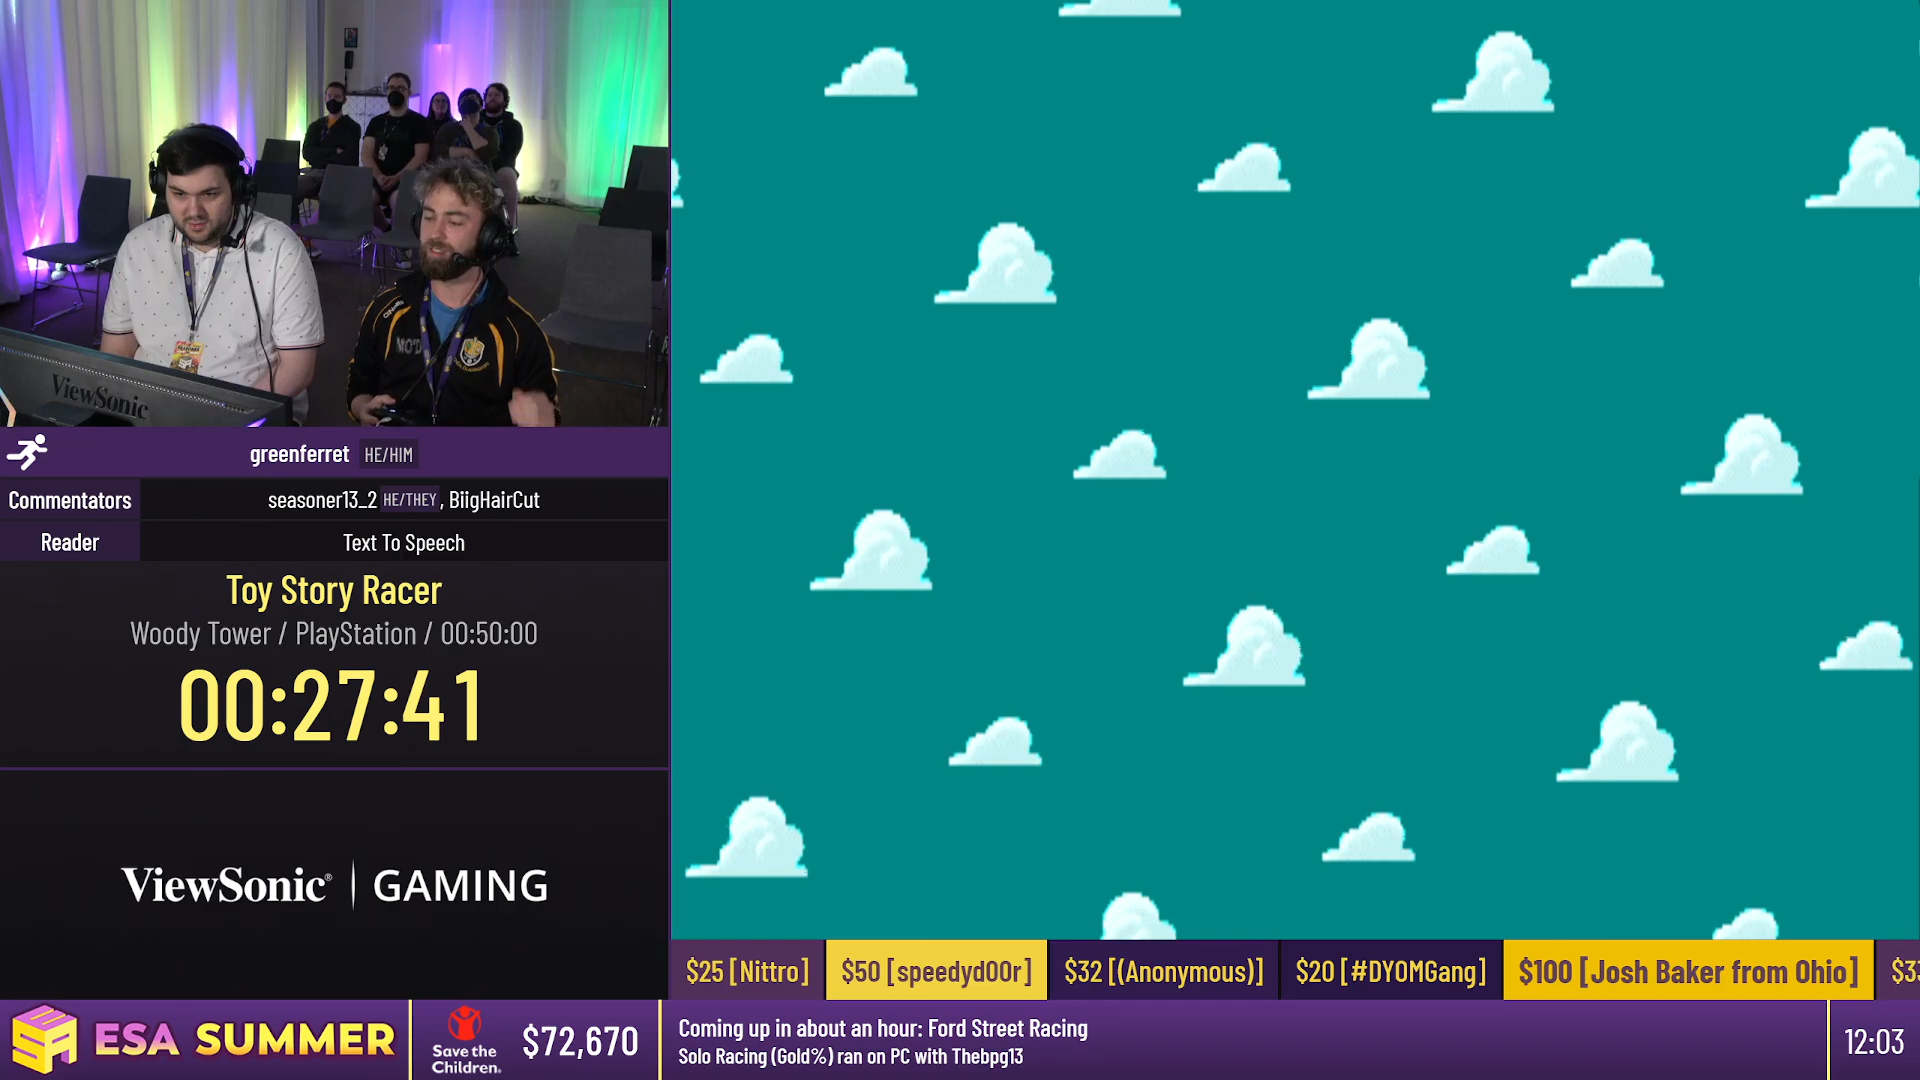 ViewSonic
greenferret HE/HIM
Commentators
seasoner13_2 HE/THEY, BiigHairCut
Reader
Text To Speech
Toy Story Racer
Woody Tower / PlayStation / 00:50:00
00:27:41
ViewSonic® | GAMING
$25 [Nittro]
$50 [speedyd00r]
$32 [(Anonymous)]
$20 [#DYOMGang]
$100 [Josh Baker from Ohio]
ESA SUMMER
Save the
Children.
$72,670
Coming up in about an hour: Ford Street Racing
Solo Racing (Gold%) ran on PC with Thebpg13
12:03